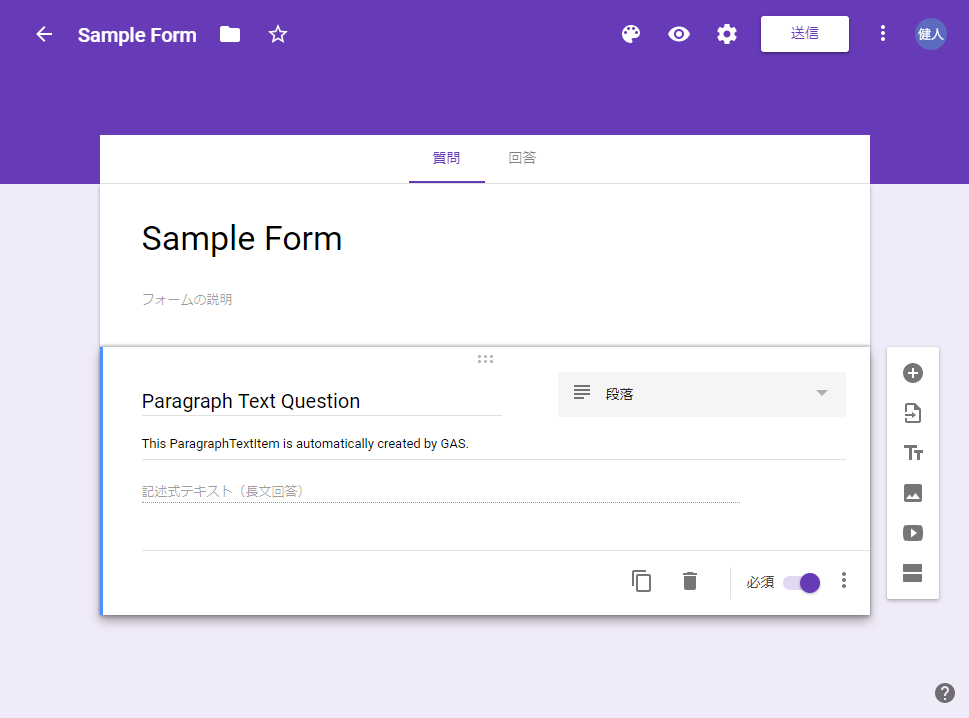 Sample Form
送信
健人
質問
回答
Sample Form
フォームの説明
Paragraph Text Question
段落
This ParagraphTextItem is automatically created by GAS.
記述式テキスト（長文回答）
必須
Tт